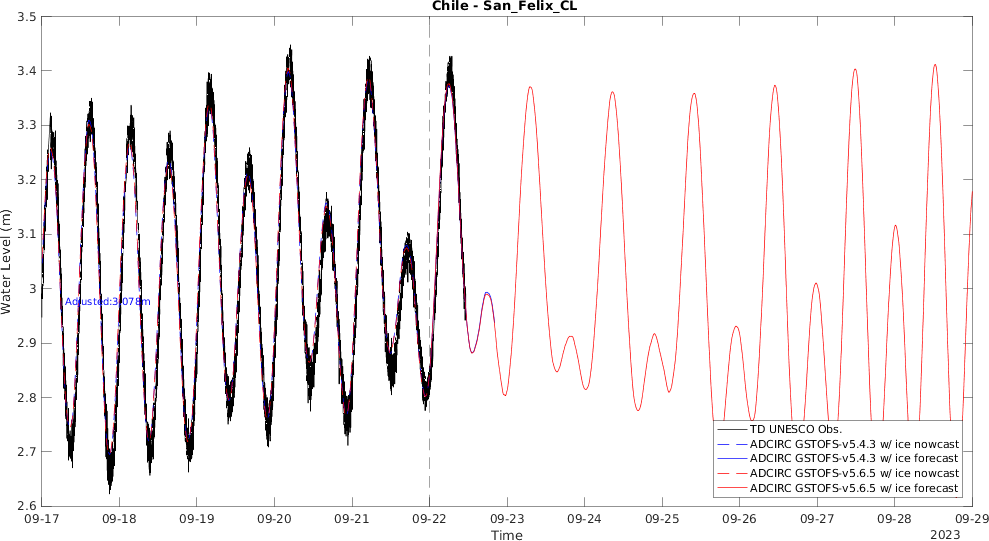 Chile - San_Felix_CL
3.5
3.4
3.3
3.2
3.1
3
2.9
2.8
2.7
2.6
Water Level (m)
Adjusted:3.078m
TD UNESCO Obs.
ADCIRC GSTOFS-v5.4.3 w/ ice nowcast
ADCIRC GSTOFS-v5.4.3 w/ ice forecast
ADCIRC GSTOFS-v5.6.5 w/ ice nowcast
ADCIRC GSTOFS-v5.6.5 w/ ice forecast
09-17 09-18 09-19 09-20 09-21 09-22 09-23 09-24 09-25 09-26 09-27 09-28 09-29
Time
2023